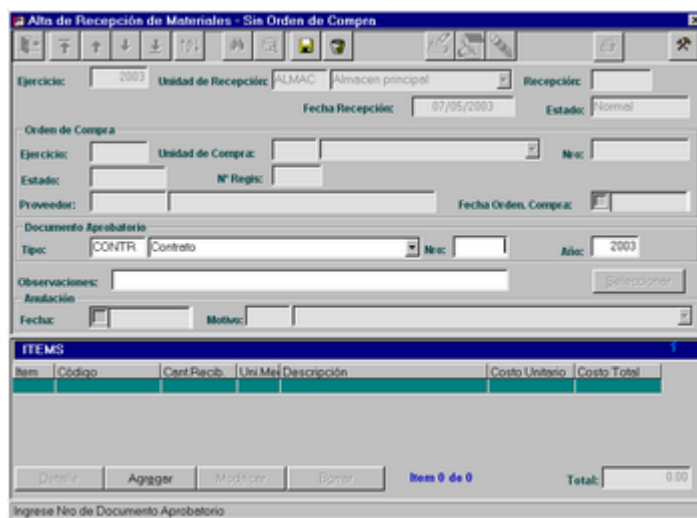 Alta de Recepción de Materiales - Sin Orden de Compra
Ejercicio: 2003 Unidad de Recepción: ALMAC Almacen principal Recepción:
Fecha Recepción: 07/05/2003 Estado: Normal
Orden de Compra
Ejercicio: Unidad de Compra: Nro:
Estado: Nº Regis:
Proveedor: Fecha Orden. Compra:
Documento Aprobatorio
Tipo: CONTR Contrato Nro: Año: 2003
Observaciones: Seleccionar
Anulación
Fecha: Motivo:
ITEMS 1
Item Código Cant.Recib. Uni.Med Descripción Costo Unitario Costo Total
Detalle Agregar Modificar Borrar Item 0 de 0 Total: 0.00
Ingrese Nro de Documento Aprobatorio